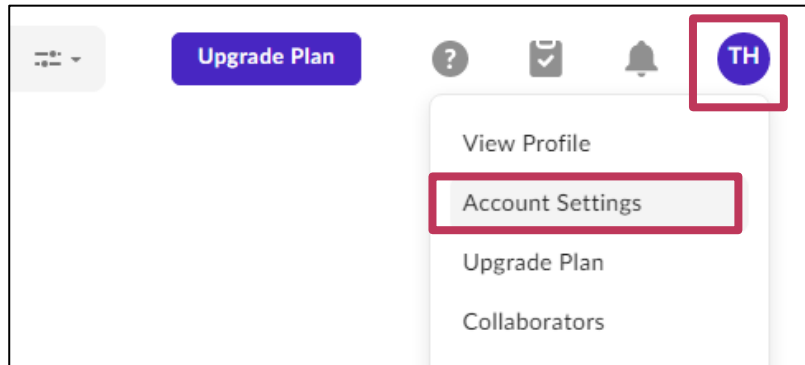 Upgrade Plan
?
TH
View Profile
Account Settings
Upgrade Plan
Collaborators